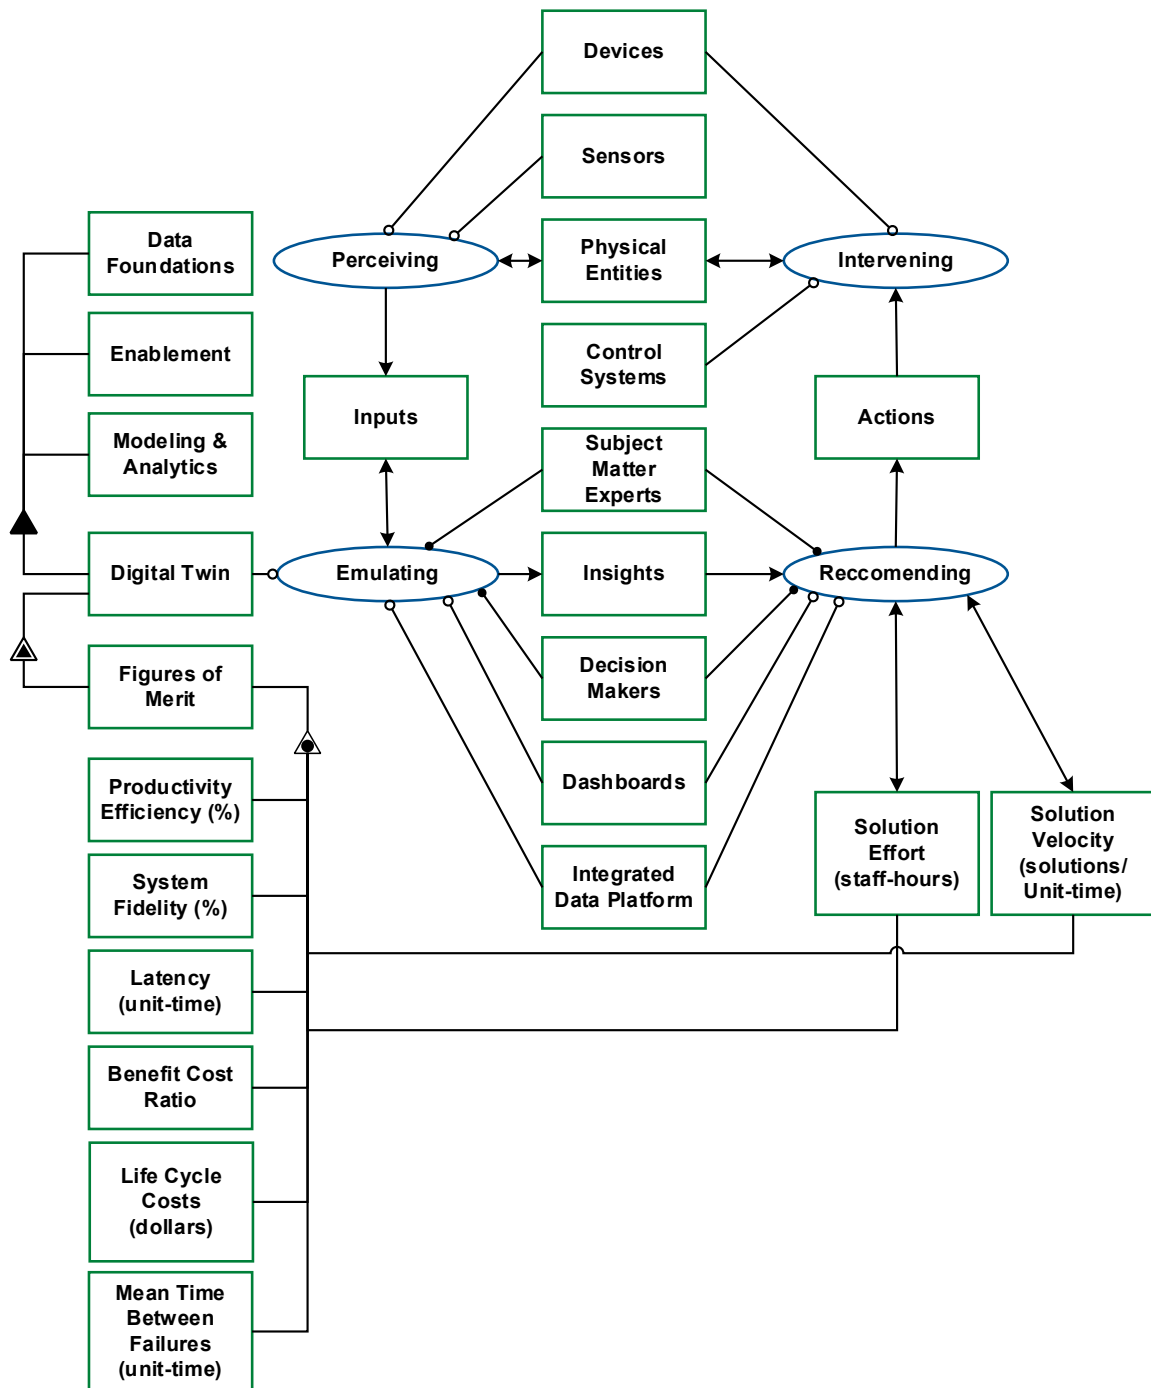 Devices
Sensors
Data
Foundations
Perceiving
Physical
Entities
Intervening
Enablement
Control
Systems
Inputs
Actions
Modeling &
Analytics
Subject
Matter
Experts
Digital Twin
Emulating
Insights
Reccomending
Figures of
Merit
Decision
Makers
Productivity
Efficiency (%)
Dashboards
Solution
Effort
(staff-hours)
Solution
Velocity
(solutions/
Unit-time)
System
Fidelity (%)
Integrated
Data Platform
Latency
(unit-time)
Benefit Cost
Ratio
Life Cycle
Costs
(dollars)
Mean Time
Between
Failures
(unit-time)